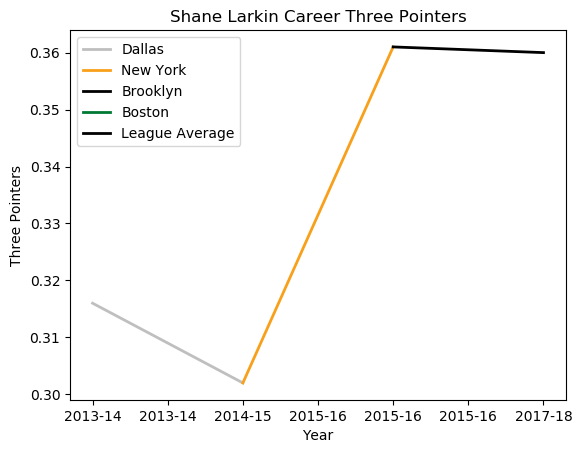 Shane Larkin Career Three Pointers
Dallas
New York
Brooklyn
Boston
League Average
Three Pointers
0.36
0.35
0.34
0.33
0.32
0.31
0.30
2013-14 2013-14 2014-15 2015-16 2015-16 2015-16 2017-18
Year